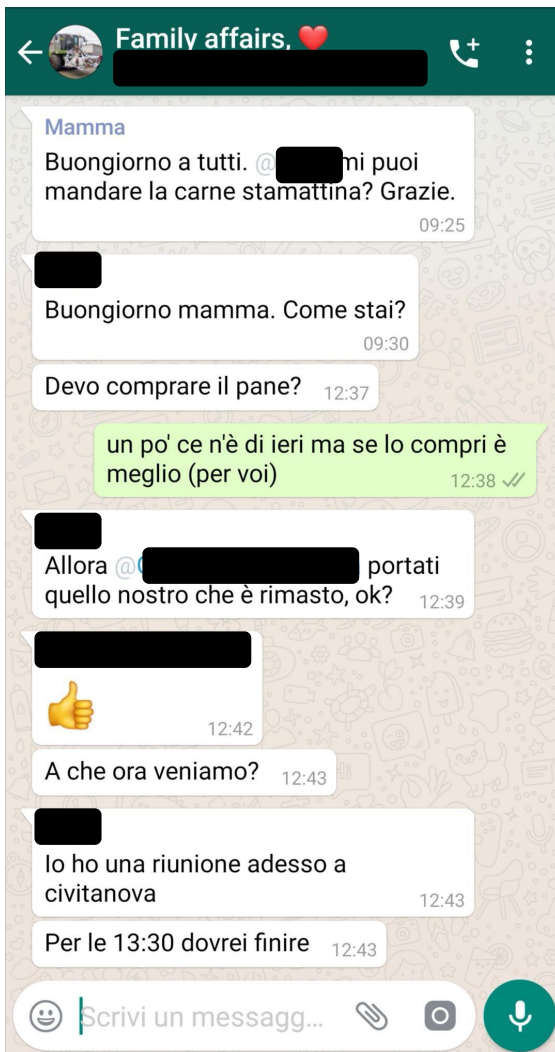 Family affairs, ❤️
Mamma
Buongiorno a tutti. @ mi puoi
mandare la carne stamattina? Grazie.
09:25
Buongiorno mamma. Come stai?
09:30
Devo comprare il pane? 12:37
un po' ce n'è di ieri ma se lo compri è
meglio (per voi) 12:38
Allora @ portati
quello nostro che è rimasto, ok? 12:39
👍
12:42
A che ora veniamo? 12:43
Io ho una riunione adesso a
civitanova 12:43
Per le 13:30 dovrei finire 12:43
Scrivi un messagg...